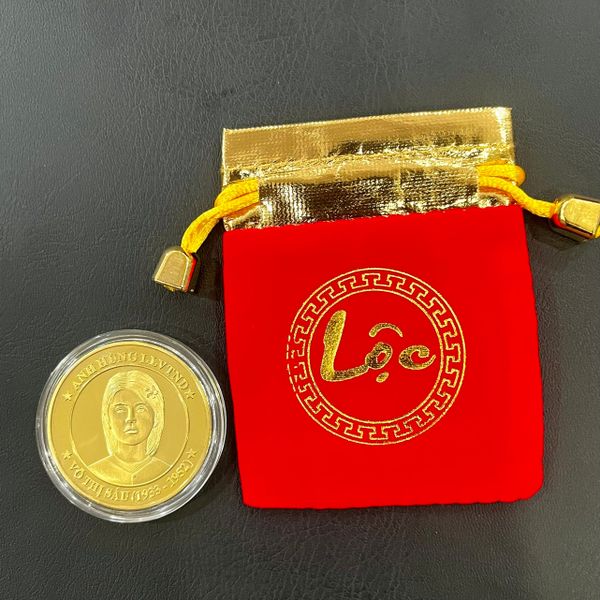 Lộc
★ ANH HÙNG LLVTND ★
VÕ THỊ SÁU (1933 - 1952)